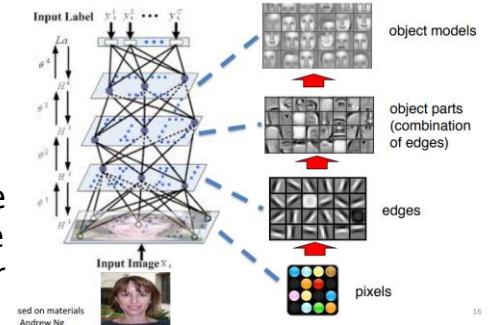 Input Label
object models
La
object parts
(combination
of edges)
edges
Input Image x
pixels
sed on materials
Andrew Ng
16